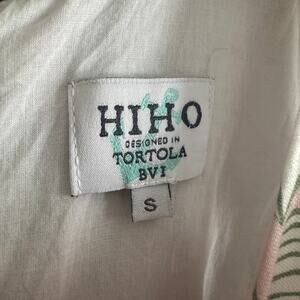 HIHO
DESIGNED IN
TORTOLA
BVI
S